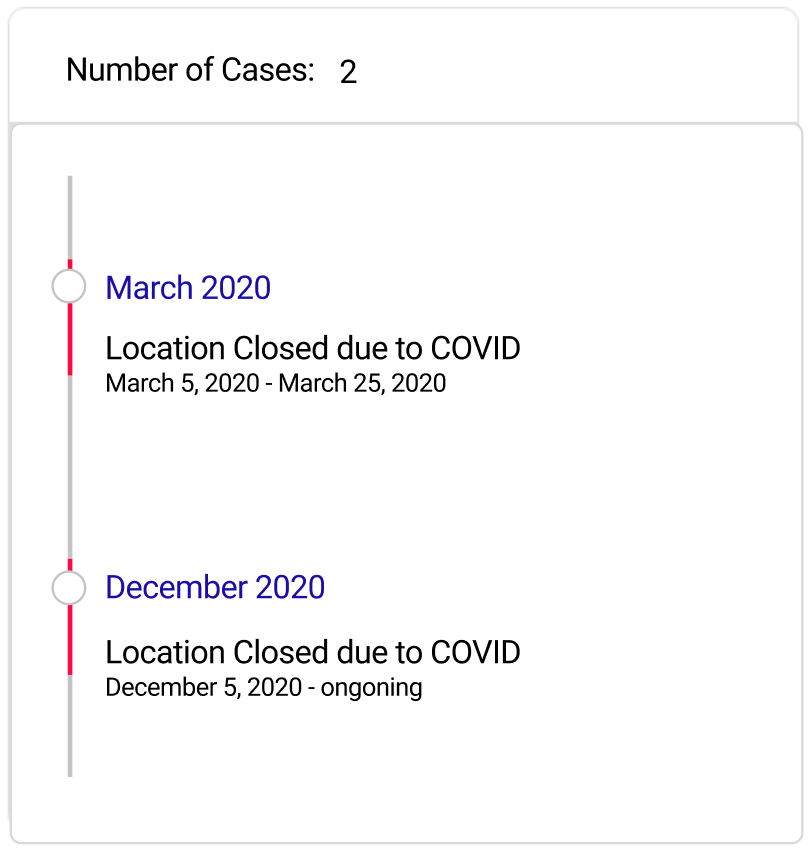 Number of Cases: 2
March 2020
Location Closed due to COVID
March 5, 2020 - March 25, 2020
December 2020
Location Closed due to COVID
December 5, 2020 - ongoning